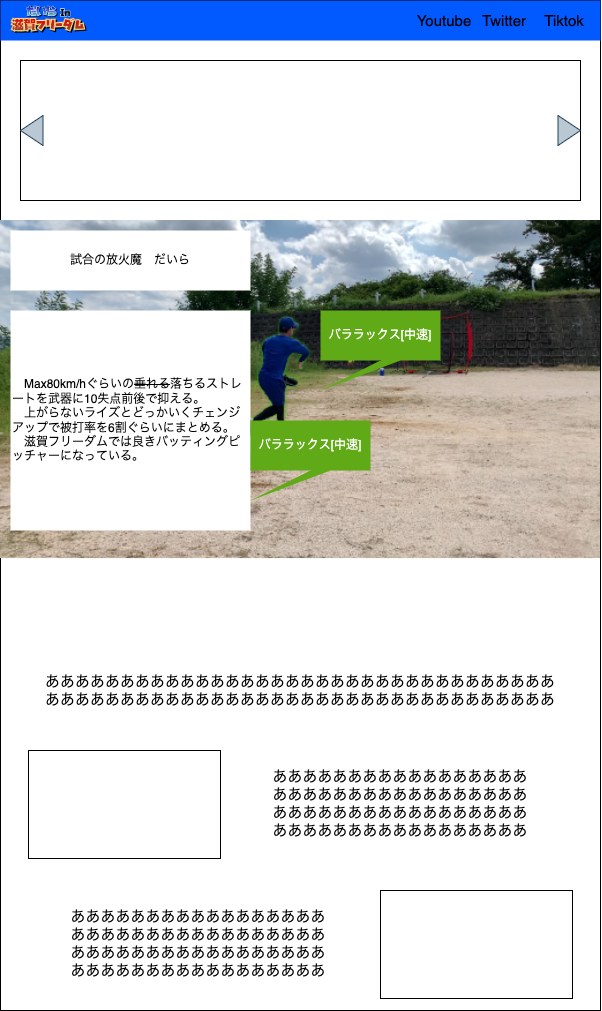 だいら In
滋賀フリーダム
Youtube Twitter Tiktok
試合の放火魔　だいら
バララックス[中速]
　Max80km/hぐらいの垂れる落ちるストレ
ートを武器に10失点前後で抑える。
　上がらないライズとどっかいくチェンジ
アップで被打率を6割ぐらいにまとめる。
　滋賀フリーダムでは良きバッティングピ
ッチャーになっている。
バララックス[中速]
ああああああああああああああああああああああああああああああああああ
ああああああああああああああああああああああああああああああああああ
あああああああああああああああああ
あああああああああああああああああ
あああああああああああああああああ
あああああああああああああああああ
あああああああああああああああああ
あああああああああああああああああ
あああああああああああああああああ
あああああああああああああああああ